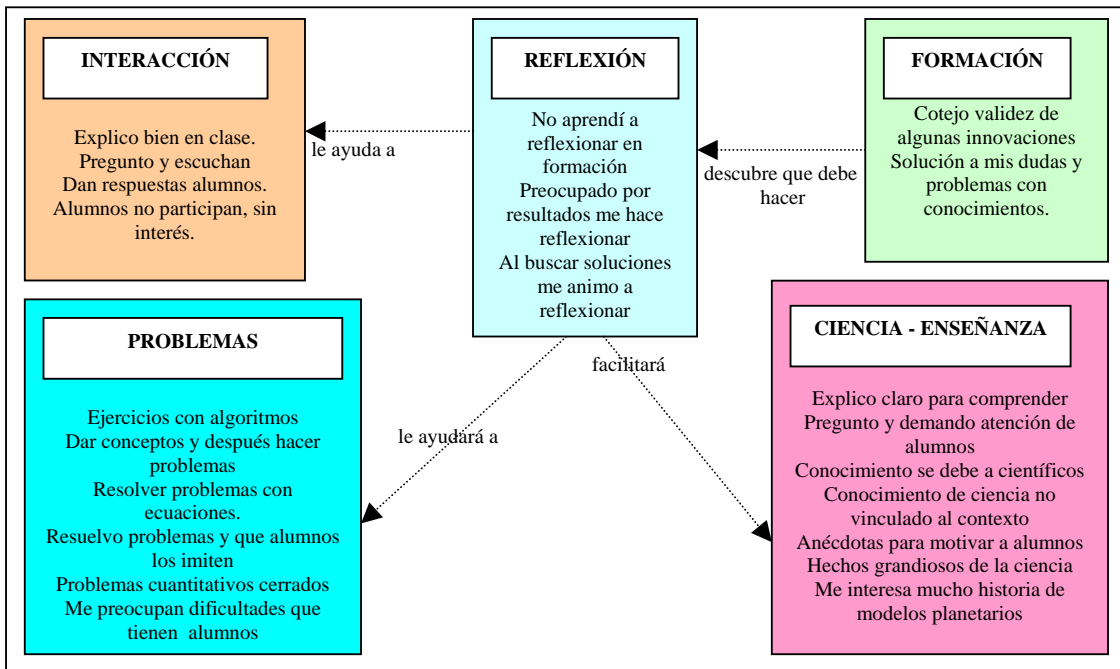 INTERACCIÓN
Explico bien en clase.
Pregunto y escuchan
Dan respuestas alumnos.
Alumnos no participan, sin
interés.
le ayuda a
REFLEXIÓN
No aprendí a
reflexionar en
formación
Preocupado por
resultados me hace
reflexionar
Al buscar soluciones
me animo a
reflexionar
descubre que debe
hacer
FORMACIÓN
Cotejo validez de
algunas innovaciones
Solución a mis dudas y
problemas con
conocimientos.
PROBLEMAS
Ejercicios con algoritmos
Dar conceptos y después hacer
problemas
Resolver problemas con
ecuaciones.
Resuelvo problemas y que alumnos
los imiten
Problemas cuantitativos cerrados
Me preocupan dificultades que
tienen alumnos
le ayudará a
facilitará
CIENCIA - ENSEÑANZA
Explico claro para comprender
Pregunto y demando atención de
alumnos
Conocimiento se debe a científicos
Conocimiento de ciencia no
vinculado al contexto
Anécdotas para motivar a alumnos
Hechos grandiosos de la ciencia
Me interesa mucho historia de
modelos planetarios